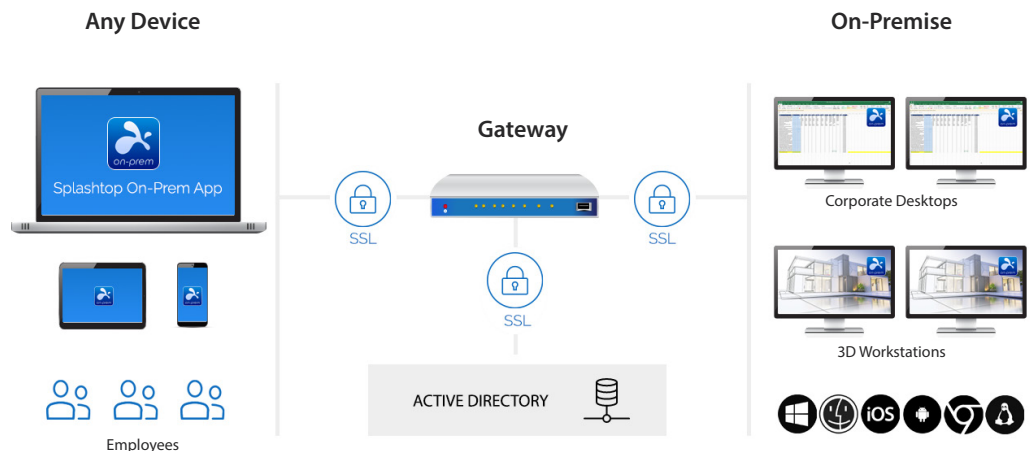 Any Device
On-Premise
on-prem
Splashtop On-Prem App
Gateway
SSL
SSL
SSL
ACTIVE DIRECTORY
Corporate Desktops
3D Workstations
iOS
Employees